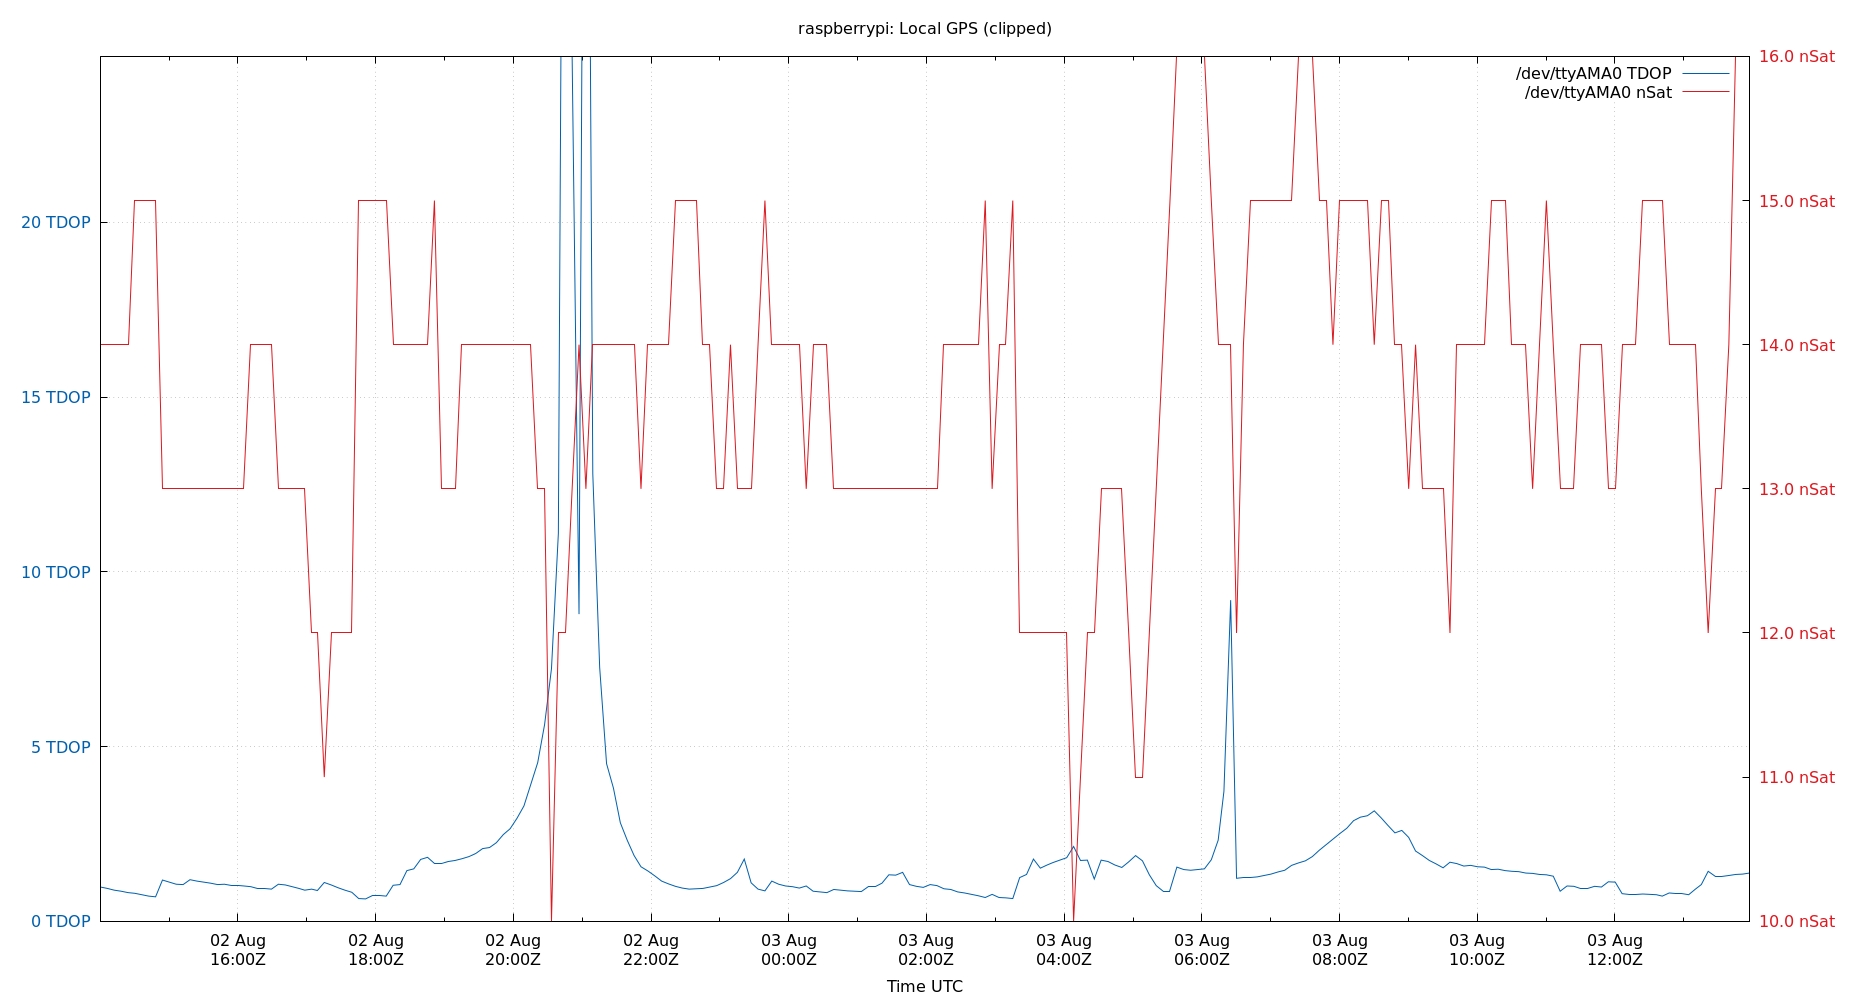 raspberrypi: Local GPS (clipped)
/dev/ttyAMA0 TDOP
/dev/ttyAMA0 nSat
20 TDOP
15 TDOP
10 TDOP
5 TDOP
0 TDOP
16.0 nSat
15.0 nSat
14.0 nSat
13.0 nSat
12.0 nSat
11.0 nSat
10.0 nSat
02 Aug
16:00Z
02 Aug
18:00Z
02 Aug
20:00Z
02 Aug
22:00Z
03 Aug
00:00Z
03 Aug
02:00Z
03 Aug
04:00Z
03 Aug
06:00Z
03 Aug
08:00Z
03 Aug
10:00Z
03 Aug
12:00Z
Time UTC